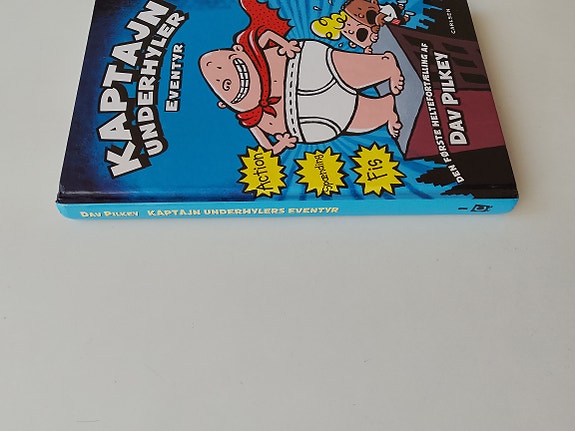 KAPTAJN
UNDERHYLER
EVENTYR
CARLSEN
DEN FØRSTE HELTEFORTÆLLING AF
DAV PILKEY
Action
Spænding
Fis
DAV PILKEY KAPTAJN UNDERHYLERS EVENTYR